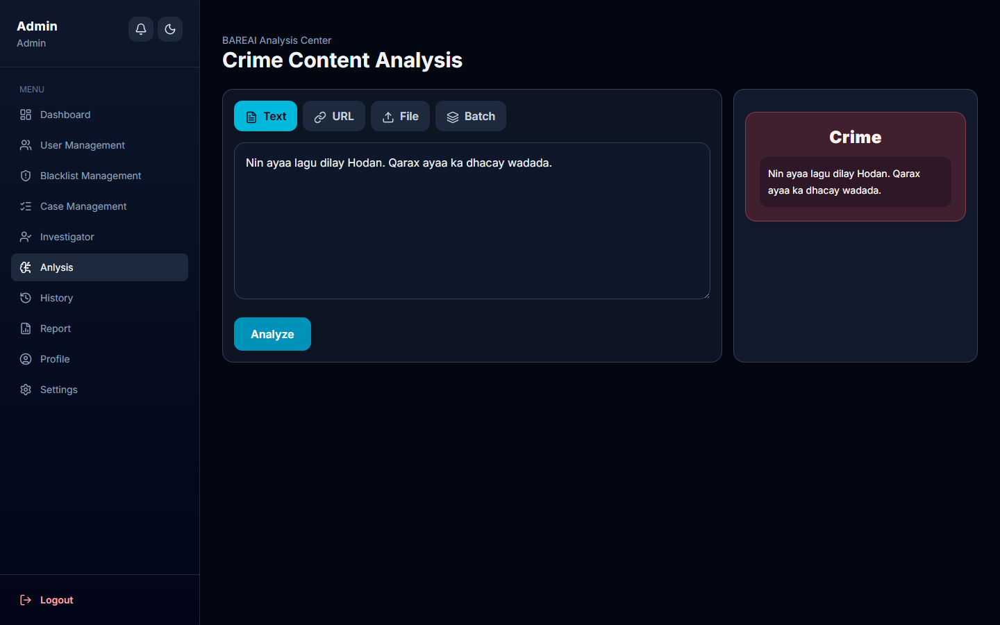 Admin
Admin
MENU
Dashboard
User Management
Blacklist Management
Case Management
Investigator
Anlysis
History
Report
Profile
Settings
Logout
BAREAI Analysis Center
Crime Content Analysis
Text
URL
File
Batch
Nin ayaa lagu dilay Hodan. Qarax ayaa ka dhacay wadada.
Analyze
Crime
Nin ayaa lagu dilay Hodan. Qarax
ayaa ka dhacay wadada.